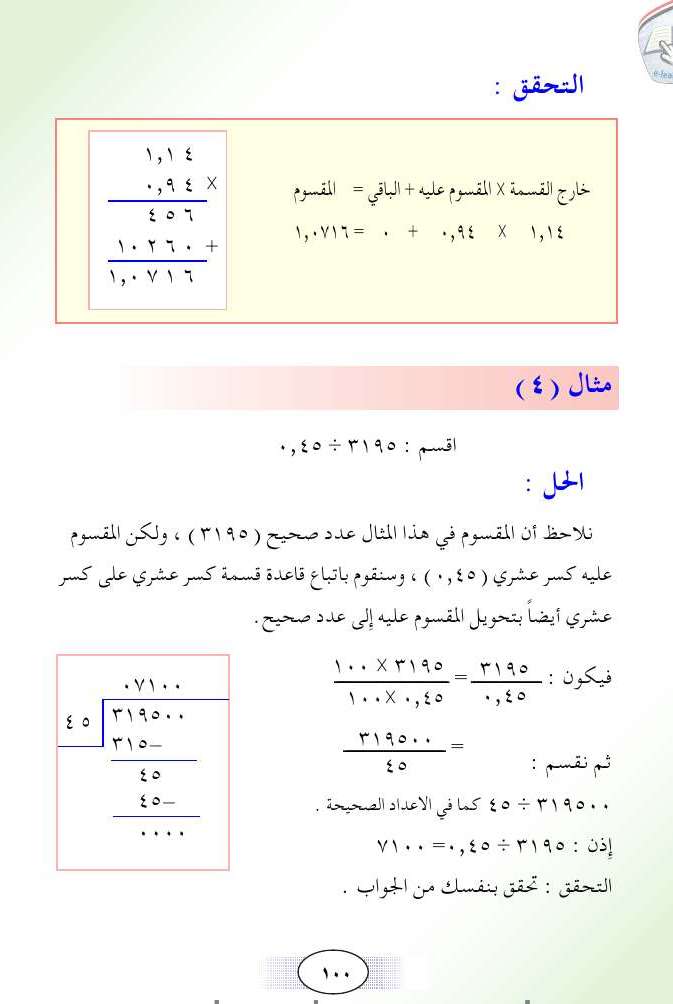 التحقق :
خارج القسمة X المقسوم عليه + الباقي = المقسوم
١,١٤ X ٠,٩٤ + ٠ = ١,٠٧١٦
١,١٤
٠,٩٤ X
٤٥٦
١٠٢٦٠ +
١,٠٧١٦
مثال ( ٤ )
اقسم : ٣١٩٥ ÷ ٠,٤٥
الحل :
نلاحظ أن المقسوم في هذا المثال عدد صحيح ( ٣١٩٥ ) ، ولكن المقسوم
عليه كسر عشري ( ٠,٤٥ ) ، وسنقوم باتباع قاعدة قسمة كسر عشري على كسر
عشري أيضاً بتحويل المقسوم عليه إلى عدد صحيح .
فيكون : ٣١٩٥ / ٠,٤٥ = ٣١٩٥ X ١٠٠ / ٠,٤٥ X ١٠٠
= ٣١٩٥٠٠ / ٤٥
ثم نقسم :
٣١٩٥٠٠ ÷ ٤٥ كما في الاعداد الصحيحة .
إذن : ٣١٩٥ ÷ ٠,٤٥ = ٧١٠٠
التحقق : تحقق بنفسك من الجواب .
٠٧١٠٠
٤٥ ٣١٩٥٠٠
٣١٥−
٤٥
٤٥−
٠٠٠٠
١٠٠